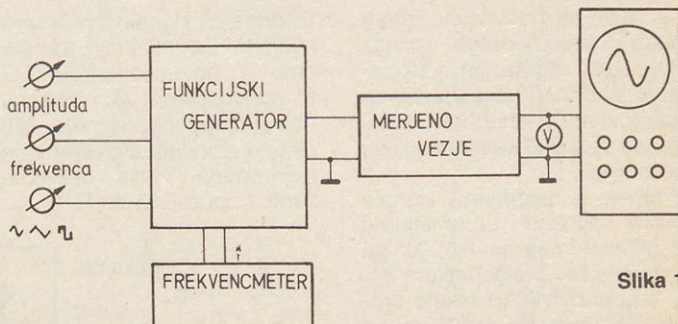 FUNKCIJSKI
GENERATOR
amplituda
frekvenca
MERJENO
VEZJE
V
FREKVENCMETER
Slika 1